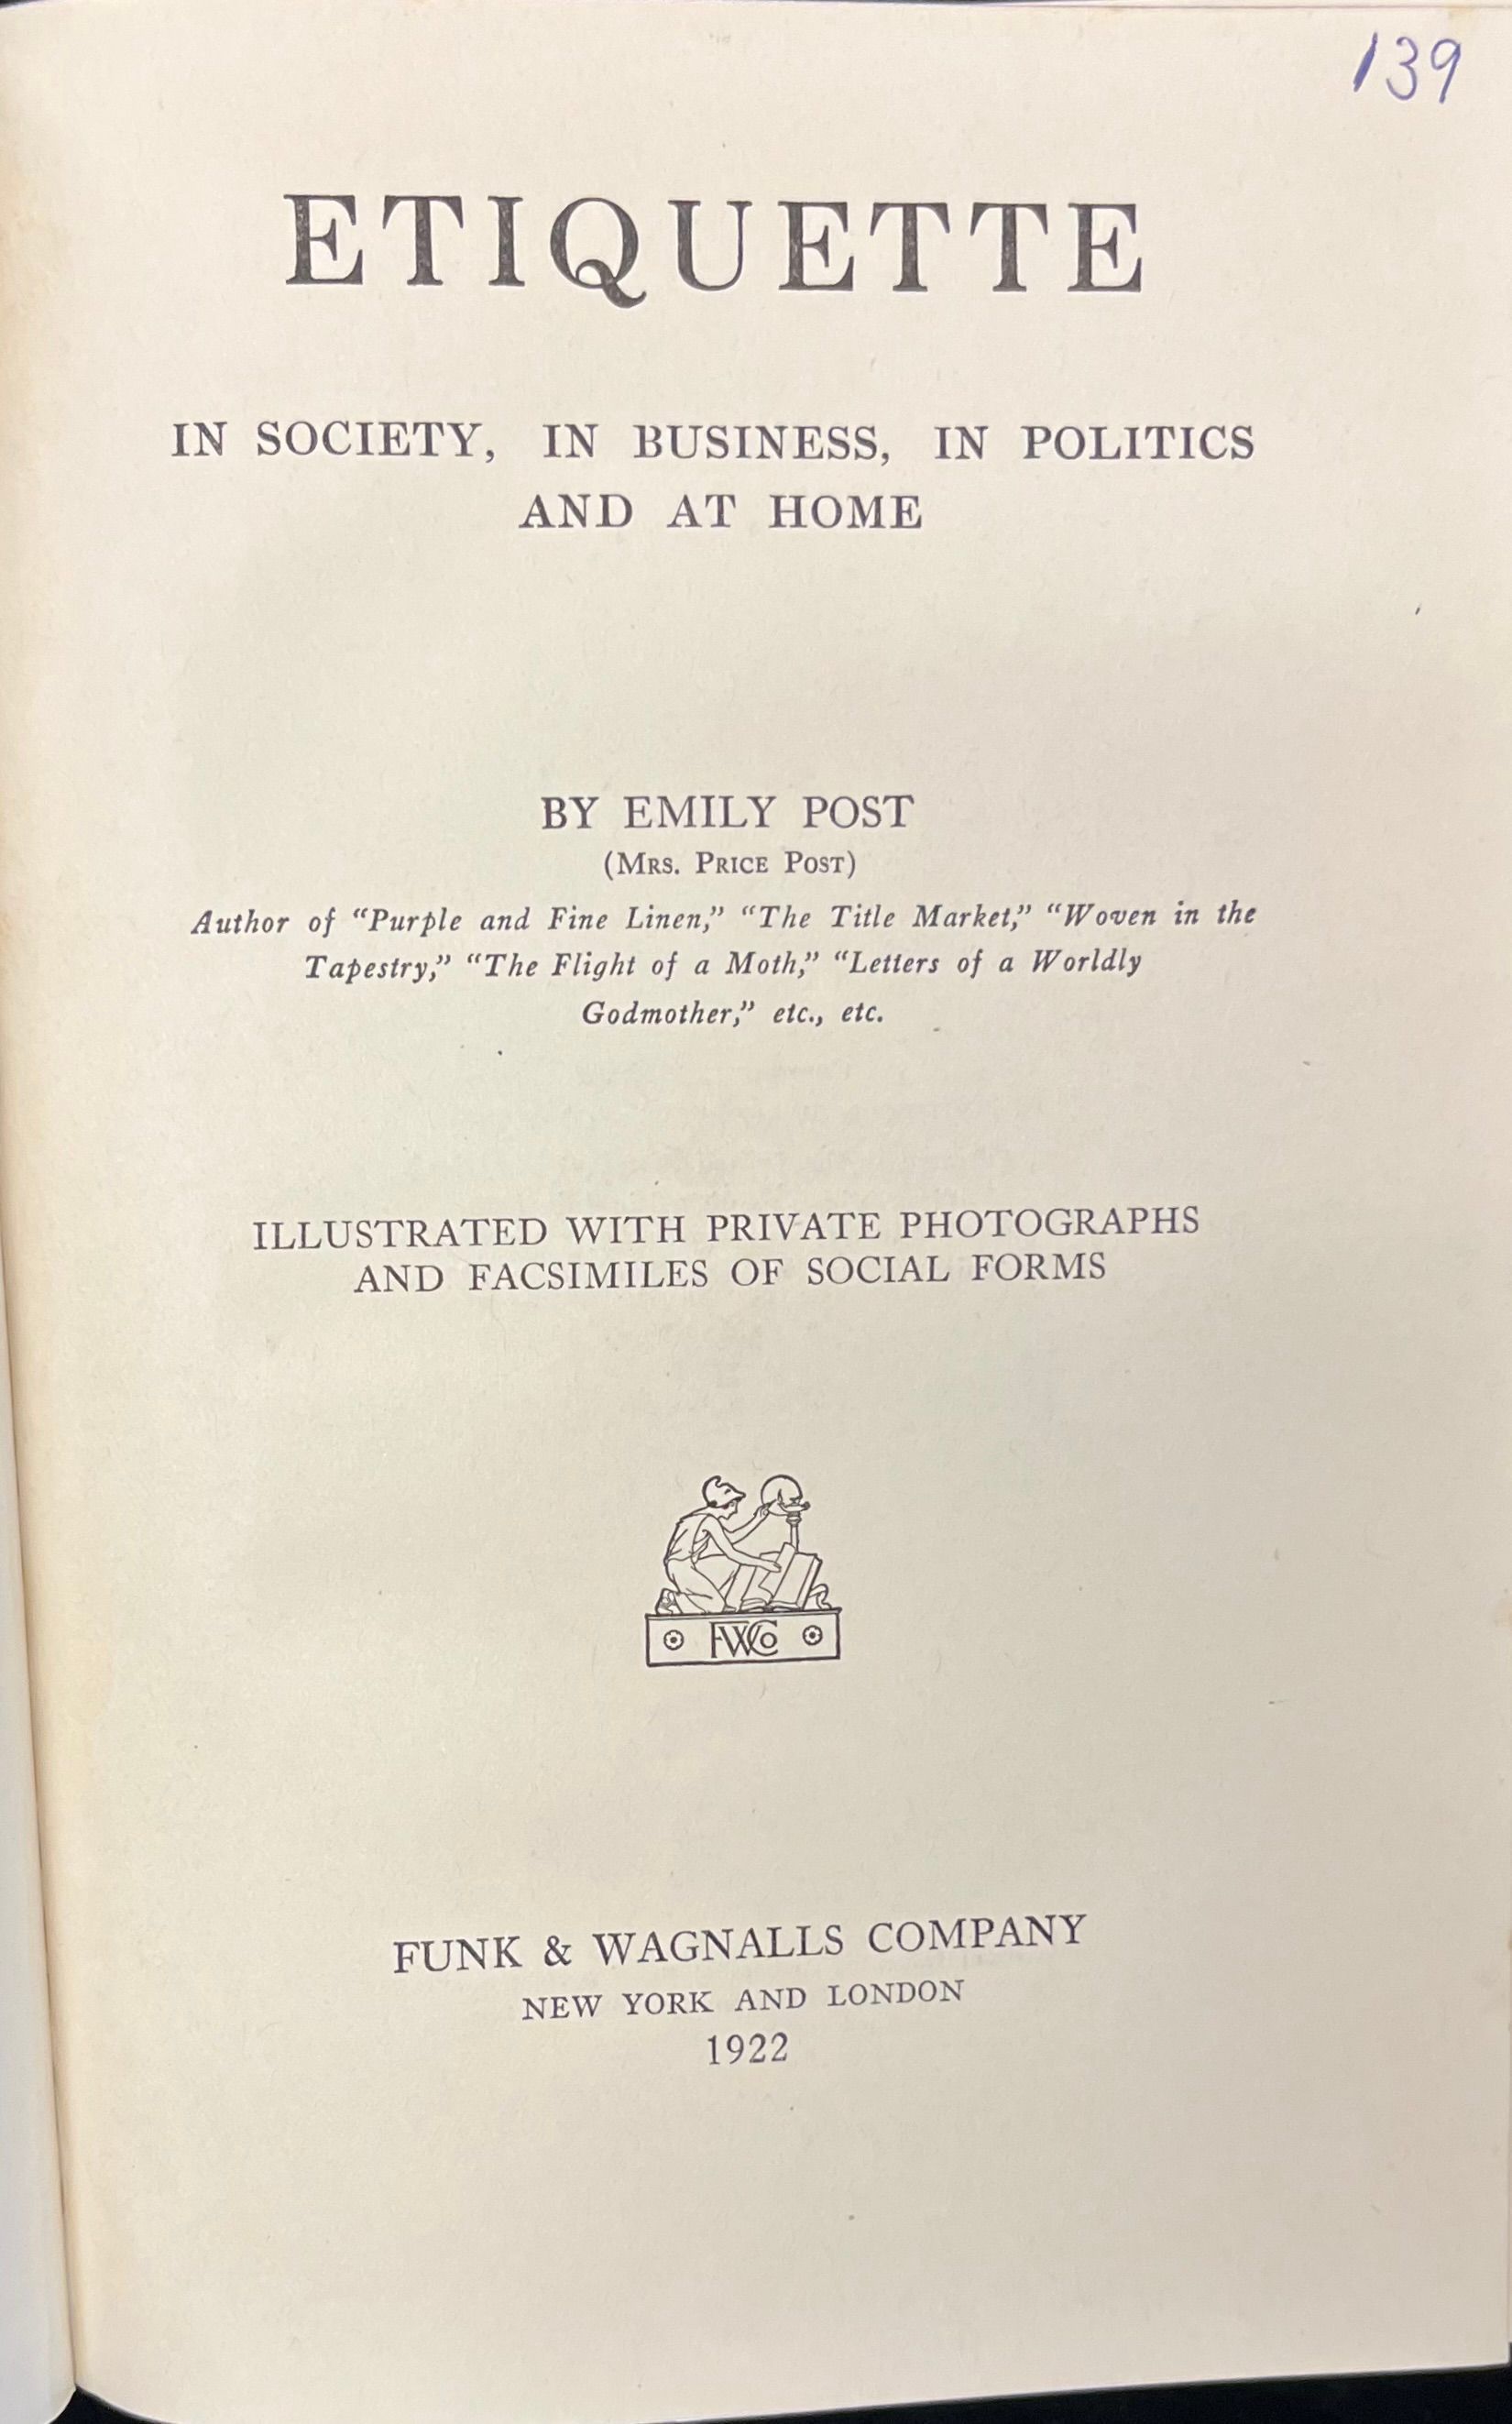 139
ETIQUETTE
IN SOCIETY, IN BUSINESS, IN POLITICS
AND AT HOME
BY EMILY POST
(MRS. PRICE POST)
Author of “Purple and Fine Linen,” “The Title Market,” “Woven in the
Tapestry,” “The Flight of a Moth,” “Letters of a Worldly
Godmother,” etc., etc.
ILLUSTRATED WITH PRIVATE PHOTOGRAPHS
AND FACSIMILES OF SOCIAL FORMS
FWCo
FUNK & WAGNALLS COMPANY
NEW YORK AND LONDON
1922